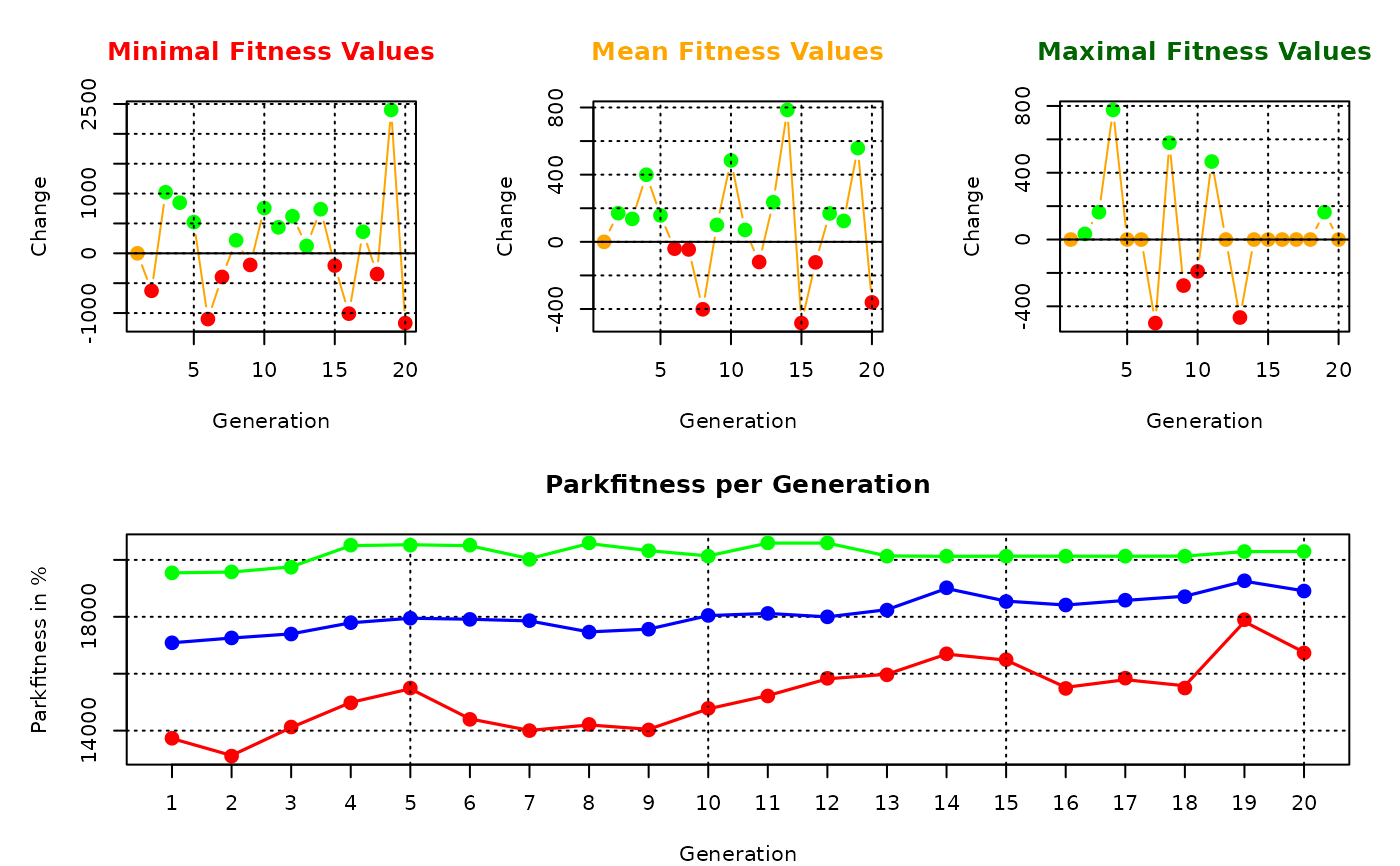 Minimal Fitness Values
Change
2500
1000
0
-1000
5 10 15 20
Generation
Mean Fitness Values
Change
800
400
0
-400
5 10 15 20
Generation
Maximal Fitness Values
Change
800
400
0
-400
5 10 15 20
Generation
Parkfitness per Generation
Parkfitness in %
18000
14000
1 2 3 4 5 6 7 8 9 10 11 12 13 14 15 16 17 18 19 20
Generation